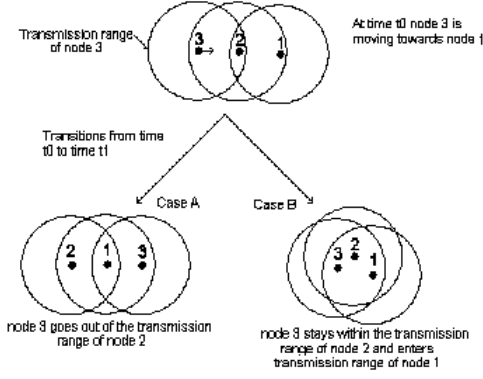 Transmission range
of node 3
3 2 1
At time t0 node 3 is
moving towards node 1
Transitions from time
t0 to time t1
Case A
Case B
2 1 3
3 2 1
node 3 goes out of the transmission
range of node 2
node 3 stays within the transmission
range of node 2 and enters
transmission range of node 1